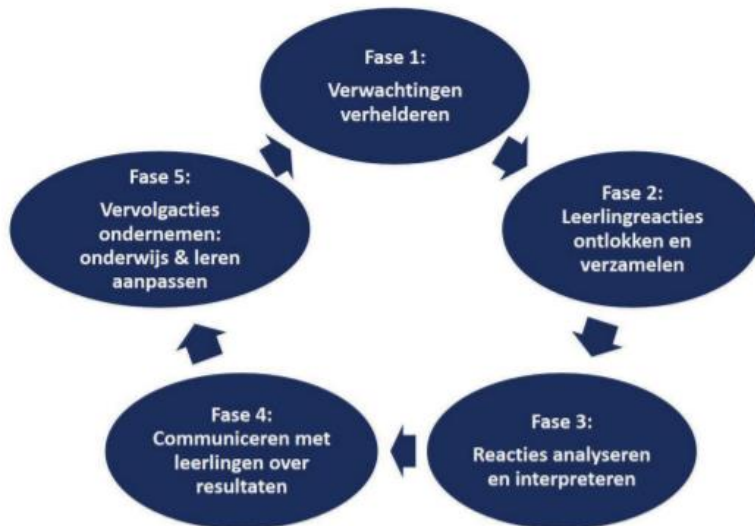 Fase 1:
Verwachtingen
verhelderen
Fase 2:
Leerlingreacties
ontlokken en
verzamelen
Fase 3:
Reacties analyseren
en interpreteren
Fase 4:
Communiceren met
leerlingen over
resultaten
Fase 5:
Vervolgacties
ondernemen:
onderwijs & leren
aanpassen